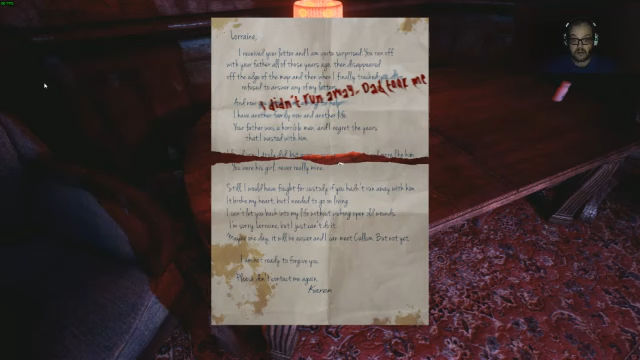 Lorraine,
I received your letter and I am quite surprised. You ran off
with your father all of those years ago, then disappeared
off the edge of the map and then when I finally tracked you
refused to answer any of my letters.
I didn't run away. Dad took me
And now
I have another family now and another life.
Your father was a horrible man, and I regret the years
that I wasted with him.
You were his girl, never really mine.
Still, I would have fought for custody if you hadn't ran away with him.
It broke my heart, but I needed to go on living.
I can't let you back into my life without ripping open old wounds.
I'm sorry Lorraine, but I just can't do it.
Maybe one day, it will be easier and I can meet Callum. But not yet.
I am not ready to forgive you.
Please don't contact me again.
Karen